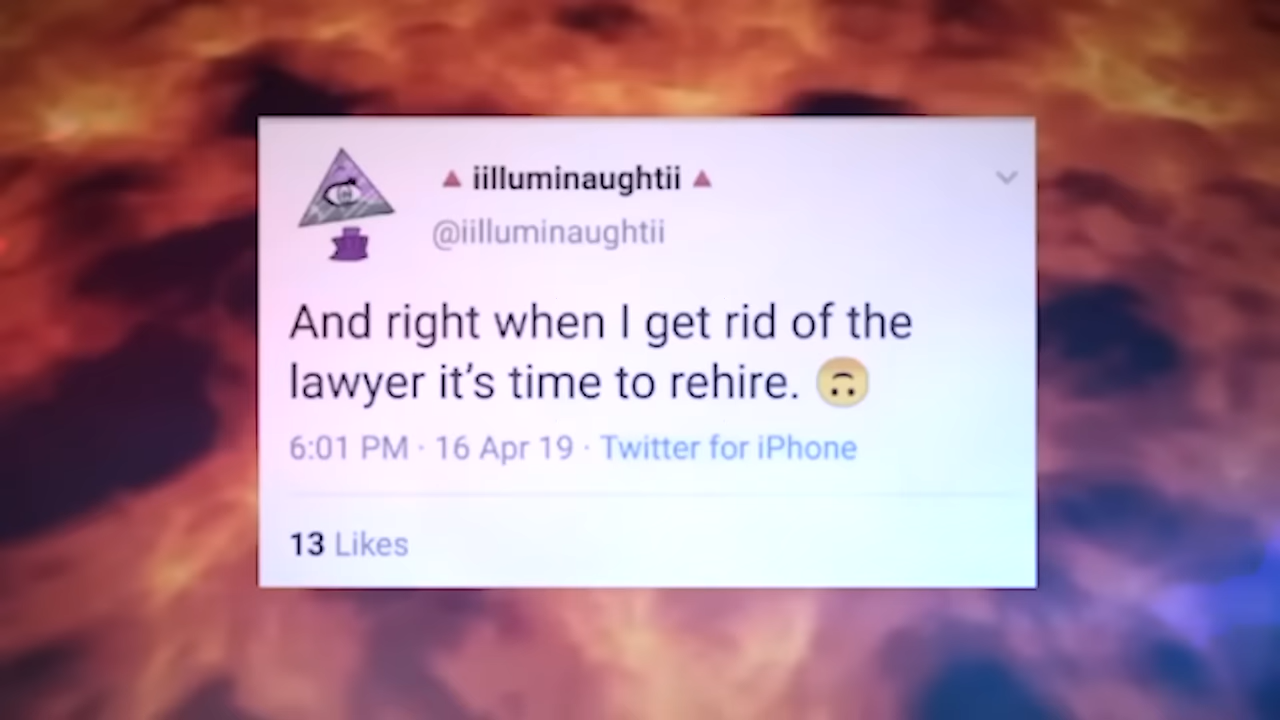 🔺 iilluminaughtii 🔺
@iilluminaughtii
And right when I get rid of the
lawyer it’s time to rehire. 🙃
6:01 PM · 16 Apr 19 · Twitter for iPhone
13 Likes